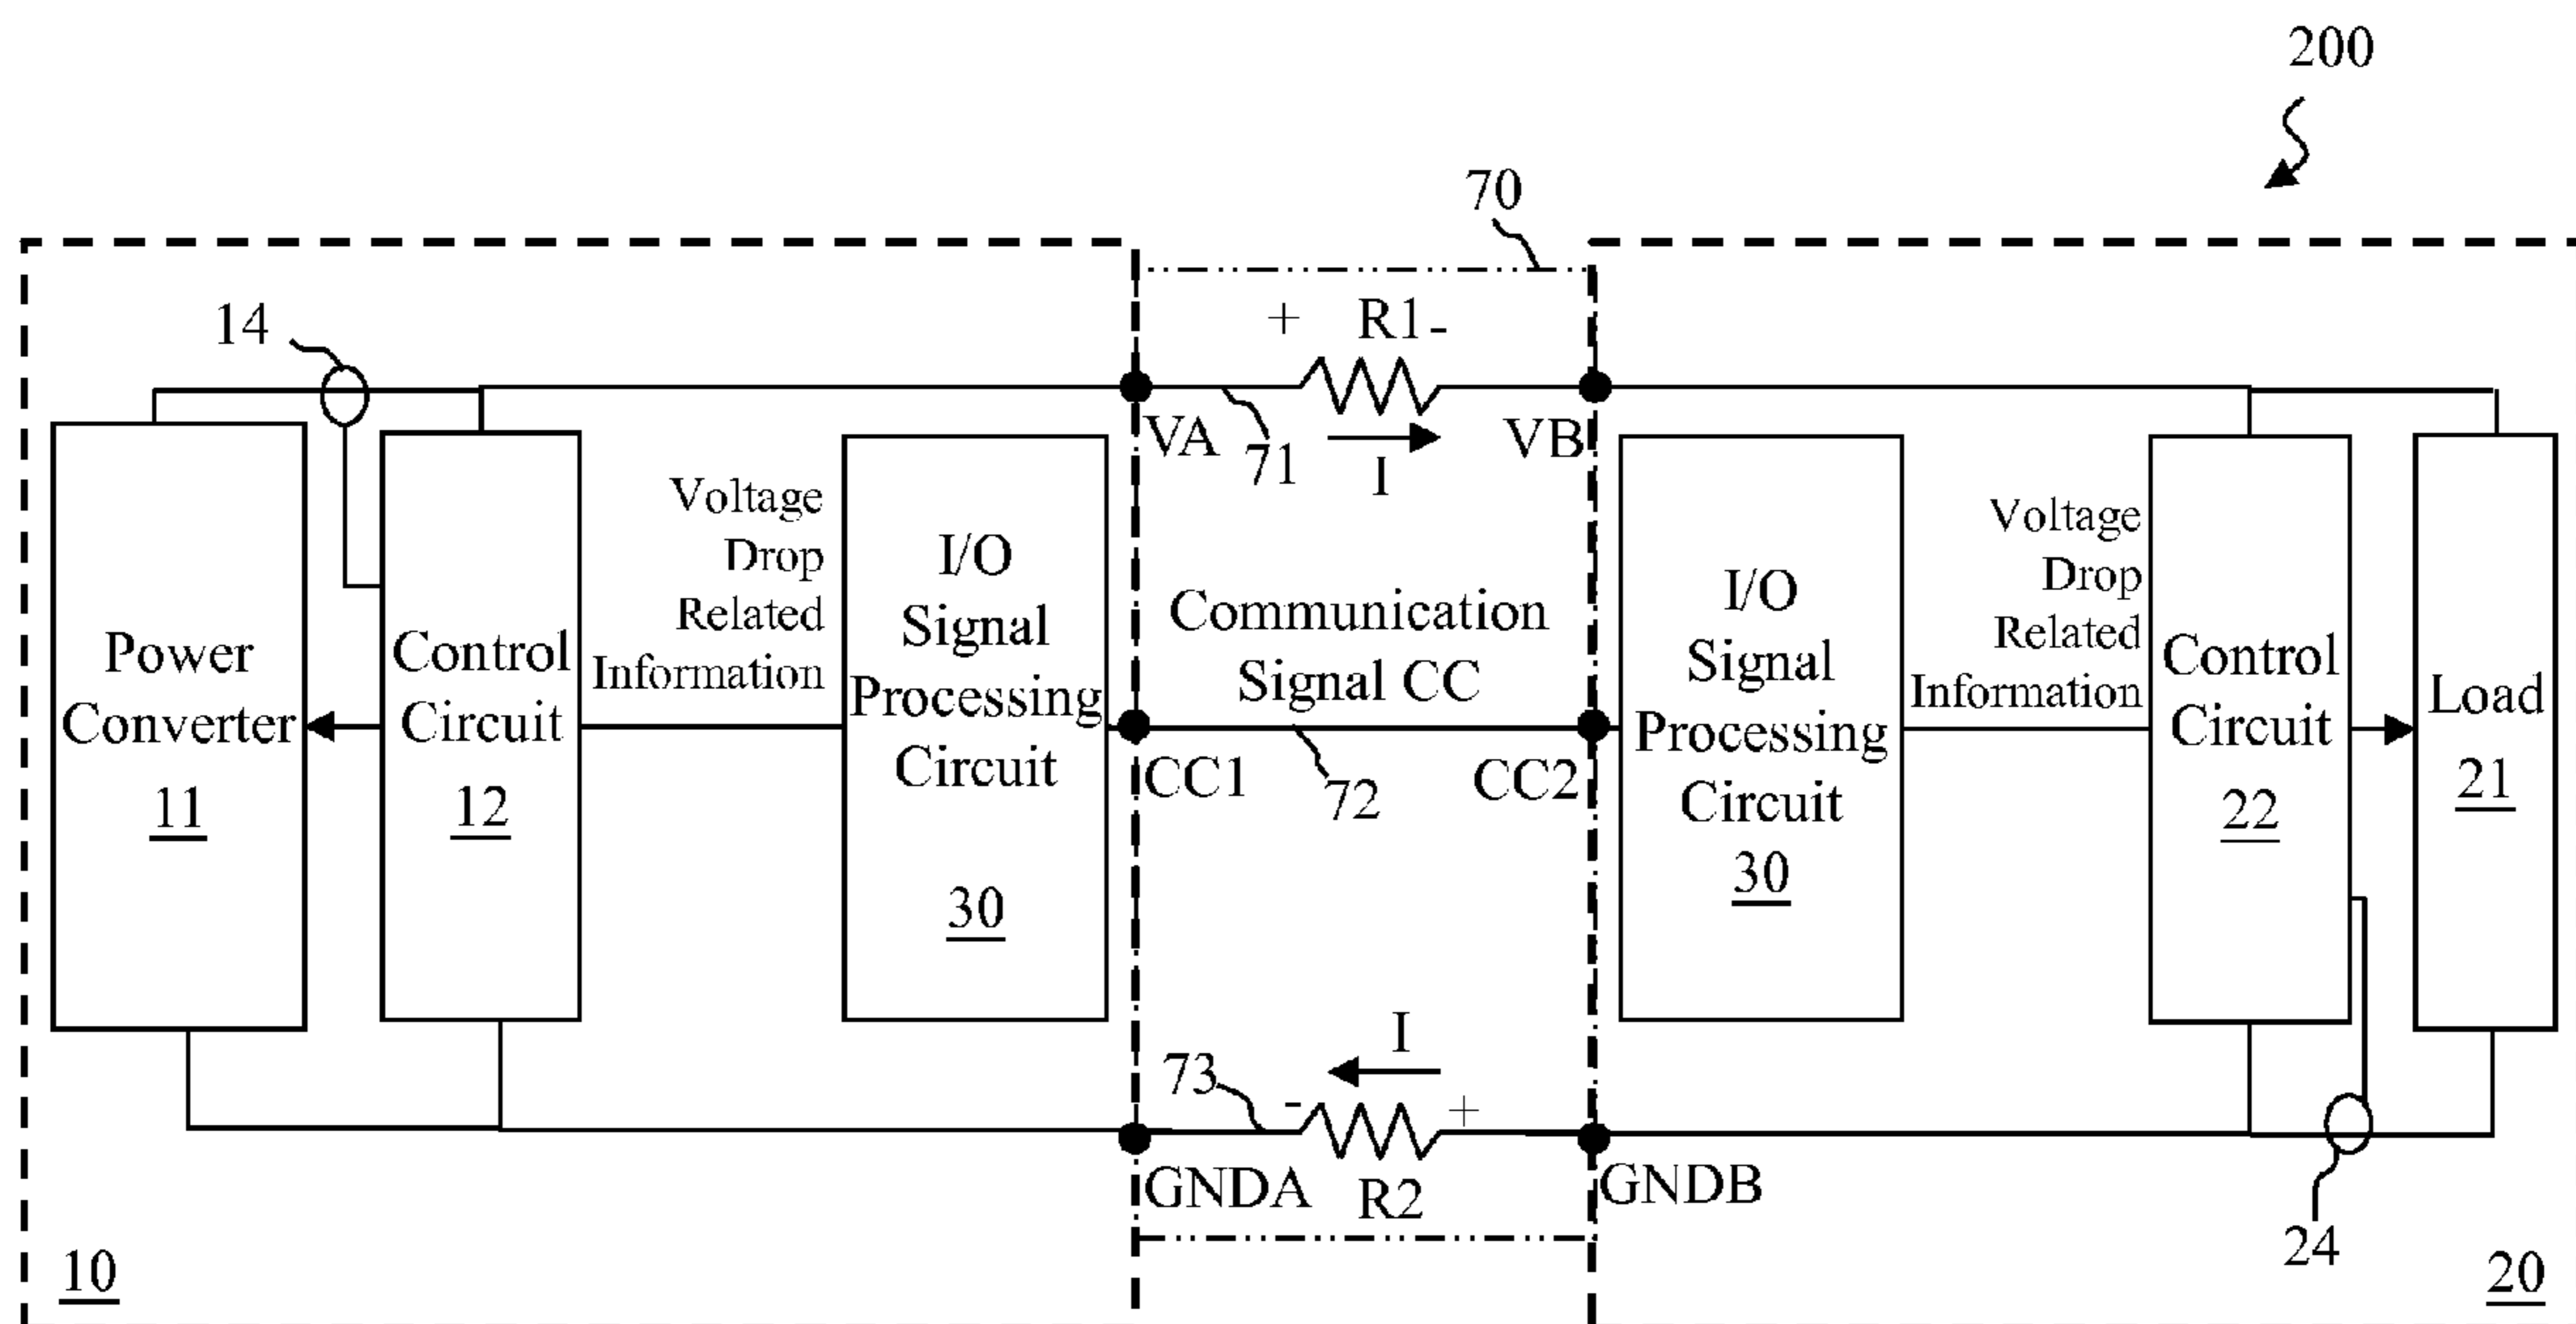 200
70
14
+ R1 -
VA
71
I
VB
Power
Converter
11
Control
Circuit
12
Voltage
Drop
Related
Information
I/O
Signal
Processing
Circuit
30
Communication
Signal CC
CC1
72
CC2
I/O
Signal
Processing
Circuit
30
Voltage
Drop
Related
Information
Control
Circuit
22
Load
21
I
73
- +
GNDA
R2
GNDB
24
10
20